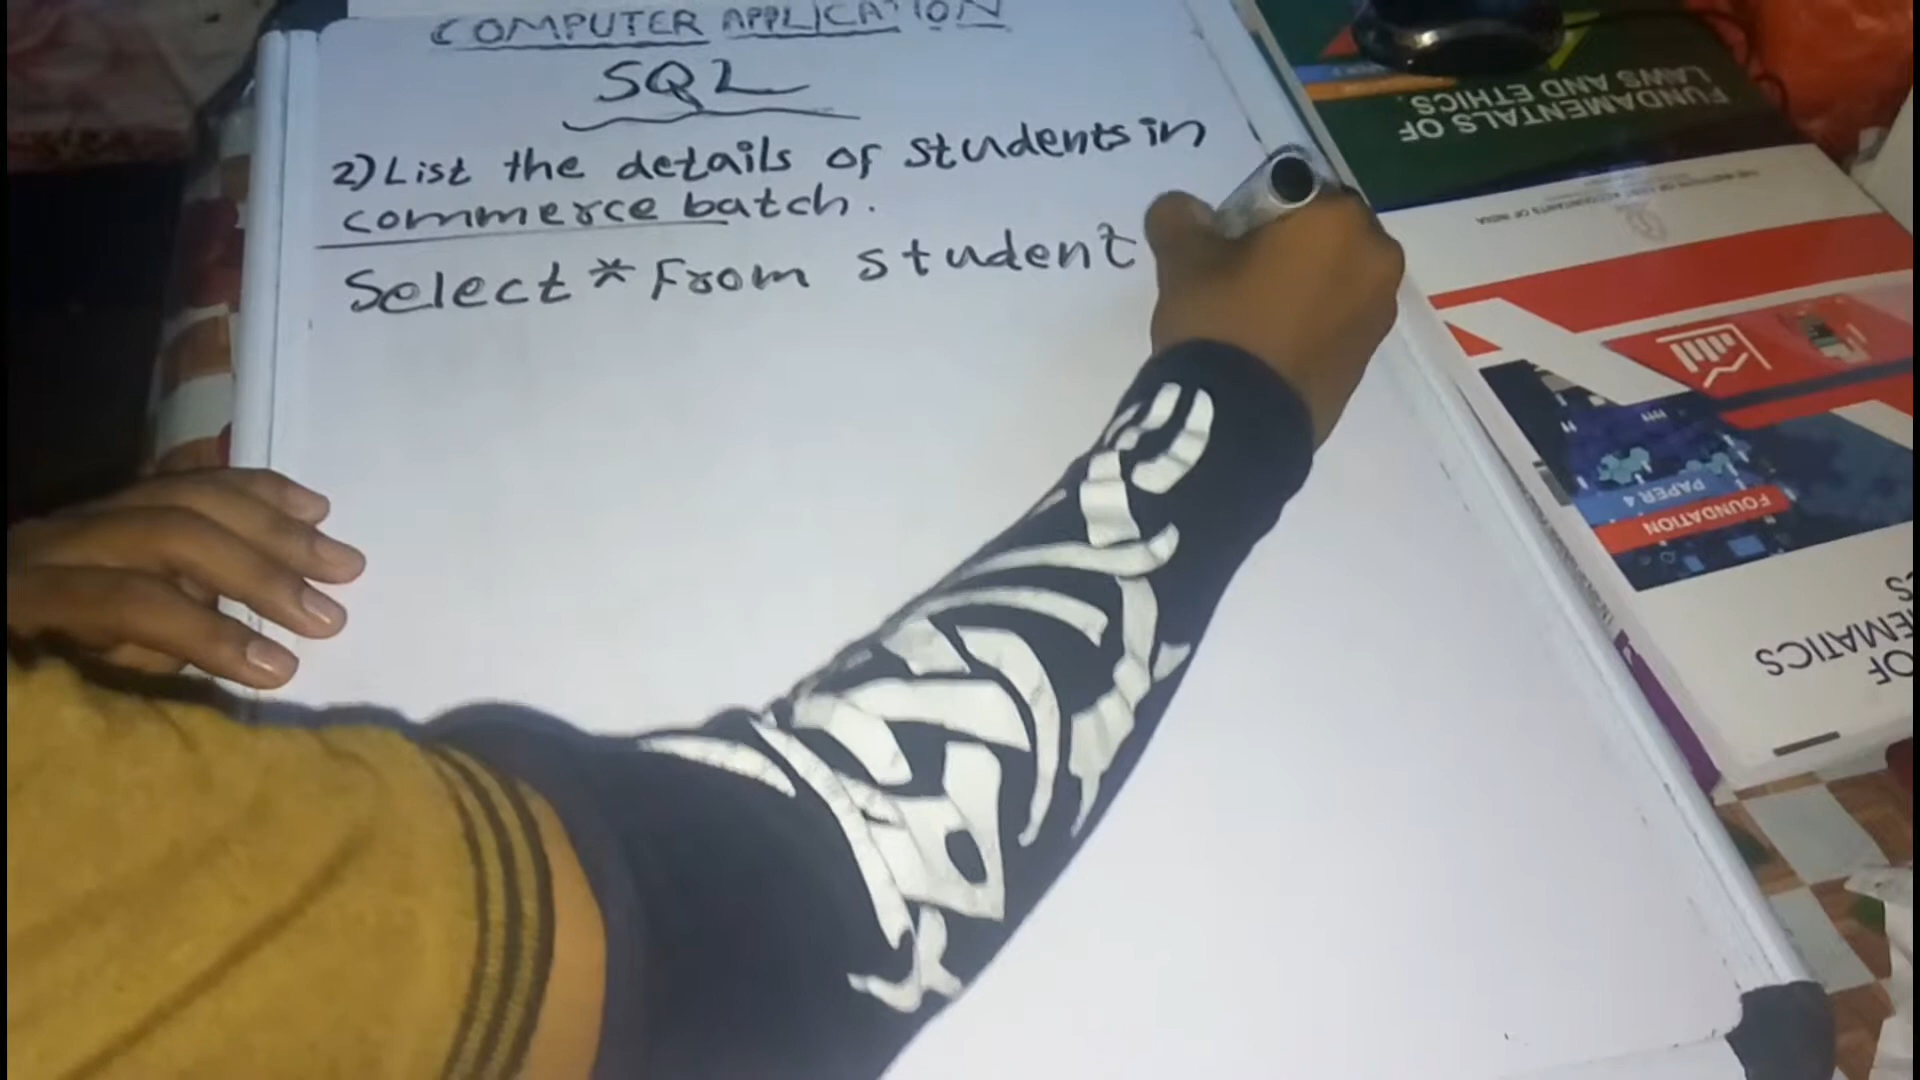 COMPUTER APPLICATION
SQL
2) List the details of students in
commerce batch.
Select * From student
FUNDAMENTALS OF
LAWS AND ETHICS
FOUNDATION
PAPER 4
OF